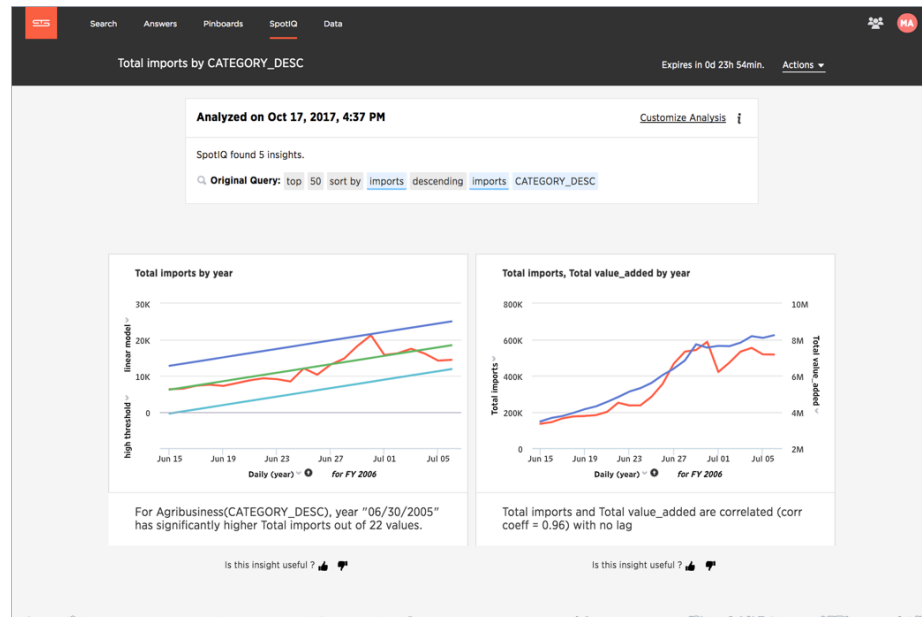 STS Search Answers Pinboards SpotIQ Data MA
Total imports by CATEGORY_DESC Expires in 0d 23h 54min. Actions
Analyzed on Oct 17, 2017, 4:37 PM Customize Analysis i
SpotIQ found 5 insights.
Original Query: top 50 sort by imports descending imports CATEGORY_DESC
Total imports by year
30K
20K
10K
0
linear model
high threshold
Jun 15 Jun 19 Jun 23 Jun 27 Jul 01 Jul 05
Daily (year) for FY 2006
For Agribusiness(CATEGORY_DESC), year "06/30/2005"
has significantly higher Total imports out of 22 values.
Is this insight useful ?
Total imports, Total value_added by year
800K
600K
400K
200K
0
Total imports
10M
8M
6M
4M
2M
Total value_added
Jun 15 Jun 19 Jun 23 Jun 27 Jul 01 Jul 05
Daily (year) for FY 2006
Total imports and Total value_added are correlated (corr
coeff = 0.96) with no lag
Is this insight useful ?